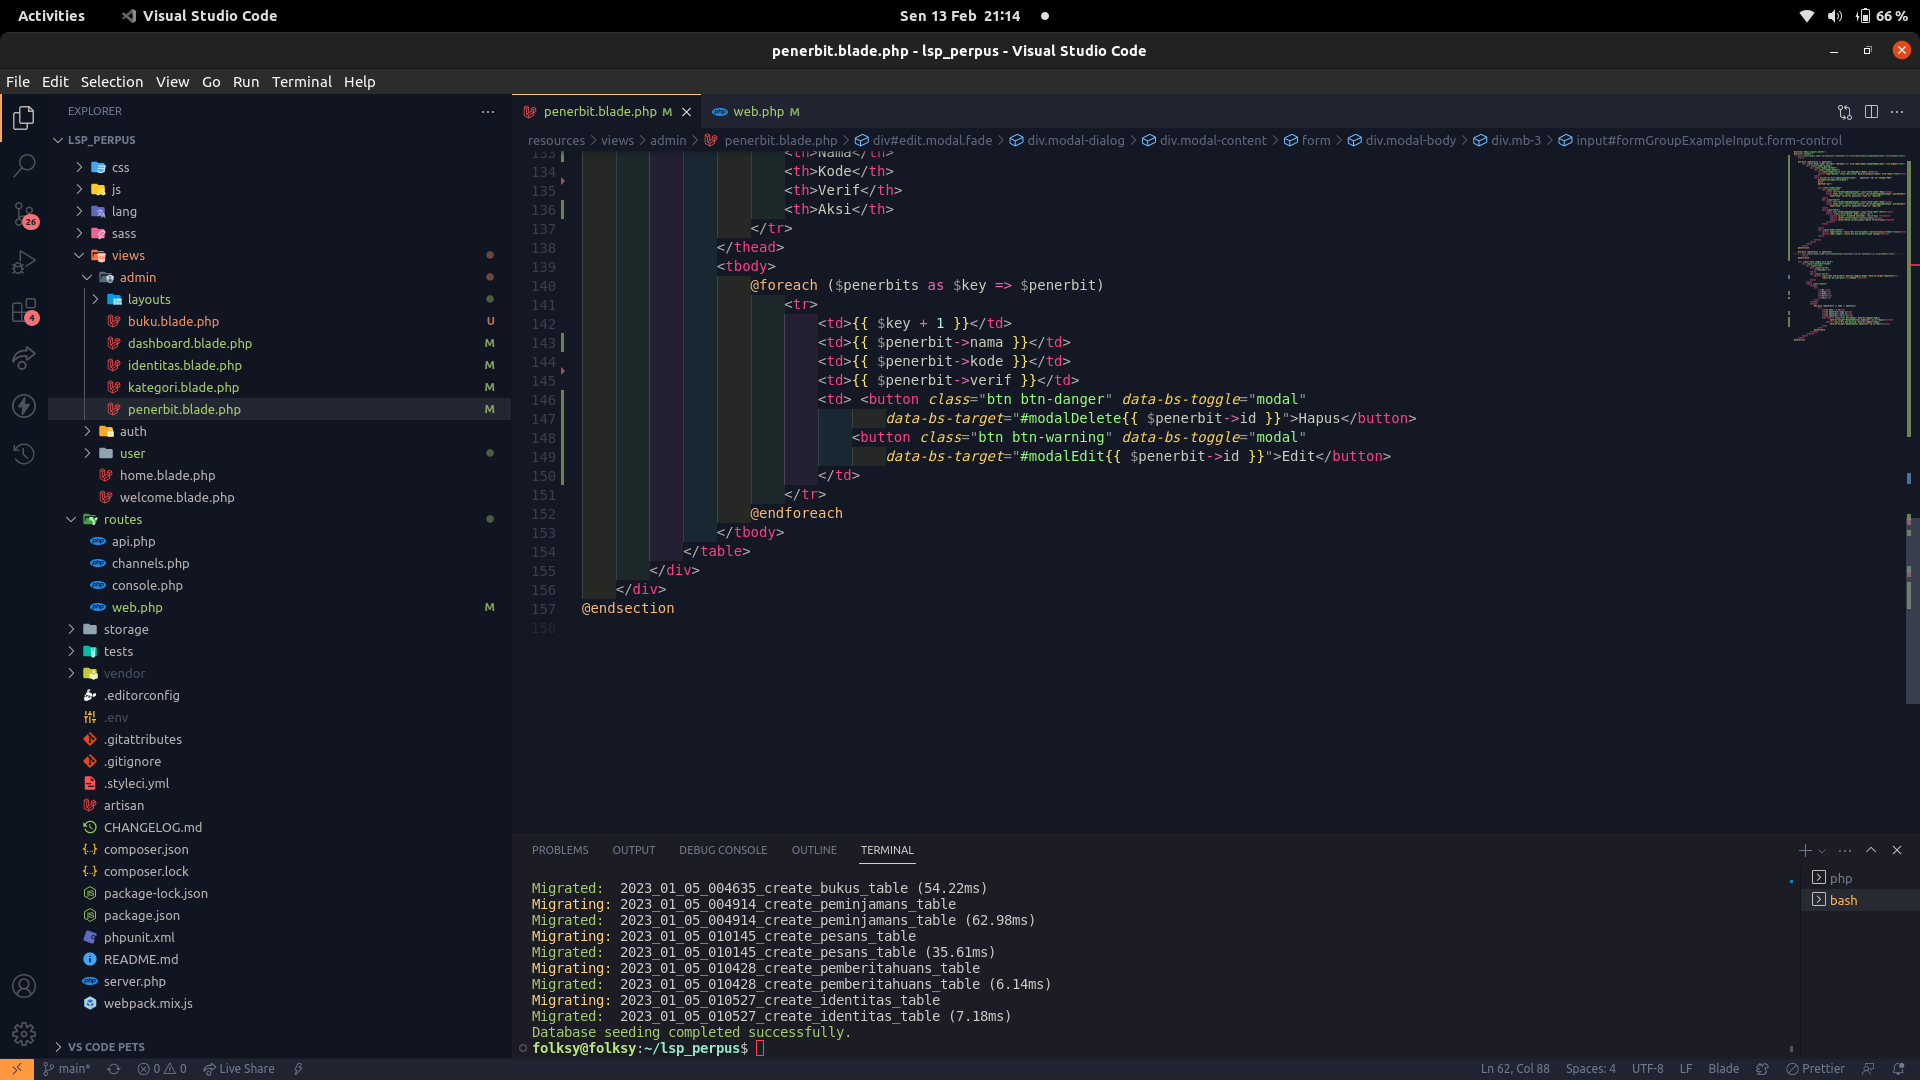 Activities
Visual Studio Code
Sen 13 Feb 21:14
66 %
penerbit.blade.php - lsp_perpus - Visual Studio Code
File Edit Selection View Go Run Terminal Help
EXPLORER
LSP_PERPUS
css
js
lang
sass
views
admin
layouts
buku.blade.php U
dashboard.blade.php M
identitas.blade.php M
kategori.blade.php M
penerbit.blade.php M
auth
user
home.blade.php
welcome.blade.php
routes
api.php
channels.php
console.php
web.php M
storage
tests
vendor
.editorconfig
.env
.gitattributes
.gitignore
.styleci.yml
artisan
CHANGELOG.md
composer.json
composer.lock
package-lock.json
package.json
phpunit.xml
README.md
server.php
webpack.mix.js
VS CODE PETS
26
4
penerbit.blade.php M
web.php M
resources > views > admin > penerbit.blade.php > div#edit.modal.fade > div.modal-dialog > div.modal-content > form > div.modal-body > div.mb-3 > input#formGroupExampleInput.form-control
133 <th>Nama</th>
134 <th>Kode</th>
135 <th>Verif</th>
136 <th>Aksi</th>
137 </tr>
138 </thead>
139 <tbody>
140 @foreach ($penerbits as $key => $penerbit)
141 <tr>
142 <td>{{ $key + 1 }}</td>
143 <td>{{ $penerbit->nama }}</td>
144 <td>{{ $penerbit->kode }}</td>
145 <td>{{ $penerbit->verif }}</td>
146 <td> <button class="btn btn-danger" data-bs-toggle="modal"
147 data-bs-target="#modalDelete{{ $penerbit->id }}">Hapus</button>
148 <button class="btn btn-warning" data-bs-toggle="modal"
149 data-bs-target="#modalEdit{{ $penerbit->id }}">Edit</button>
150 </td>
151 </tr>
152 @endforeach
153 </tbody>
154 </table>
155 </div>
156 </div>
157 @endsection
158
PROBLEMS OUTPUT DEBUG CONSOLE OUTLINE TERMINAL
Migrated: 2023_01_05_004635_create_bukus_table (54.22ms)
Migrating: 2023_01_05_004914_create_peminjamans_table
Migrated: 2023_01_05_004914_create_peminjamans_table (62.98ms)
Migrating: 2023_01_05_010145_create_pesans_table
Migrated: 2023_01_05_010145_create_pesans_table (35.61ms)
Migrating: 2023_01_05_010428_create_pemberitahuans_table
Migrated: 2023_01_05_010428_create_pemberitahuans_table (6.14ms)
Migrating: 2023_01_05_010527_create_identitas_table
Migrated: 2023_01_05_010527_create_identitas_table (7.18ms)
Database seeding completed successfully.
folksy@folksy:~/lsp_perpus$
php
bash
main* 0 0 Live Share
Ln 62, Col 88 Spaces: 4 UTF-8 LF Blade Prettier